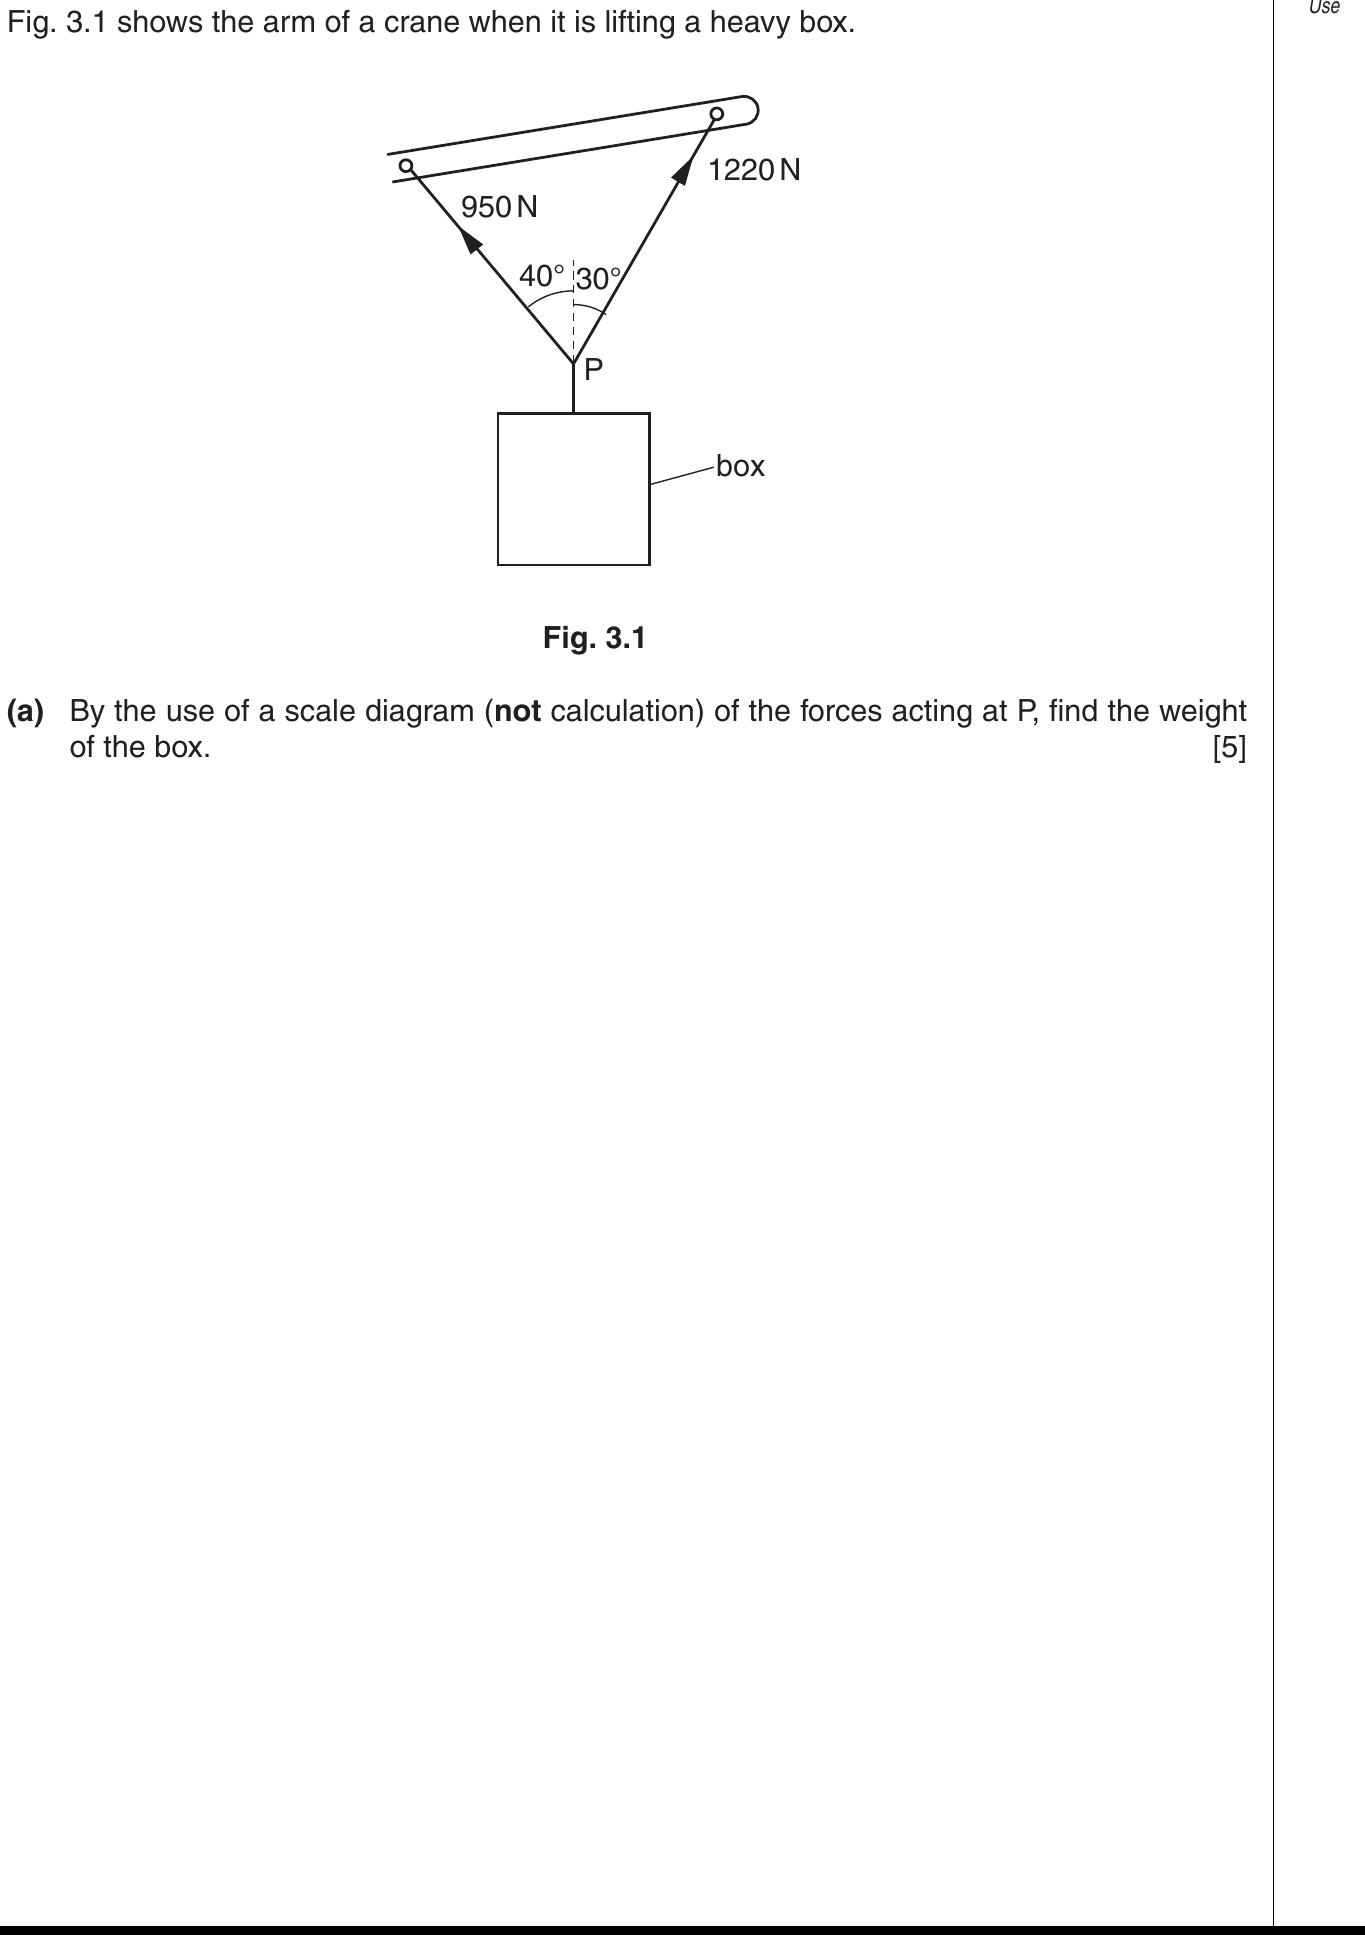 Use
Fig. 3.1 shows the arm of a crane when it is lifting a heavy box.
1220 N
950 N
40° 30°
P
box
Fig. 3.1
(a) By the use of a scale diagram (not calculation) of the forces acting at P, find the weight
of the box. [5]